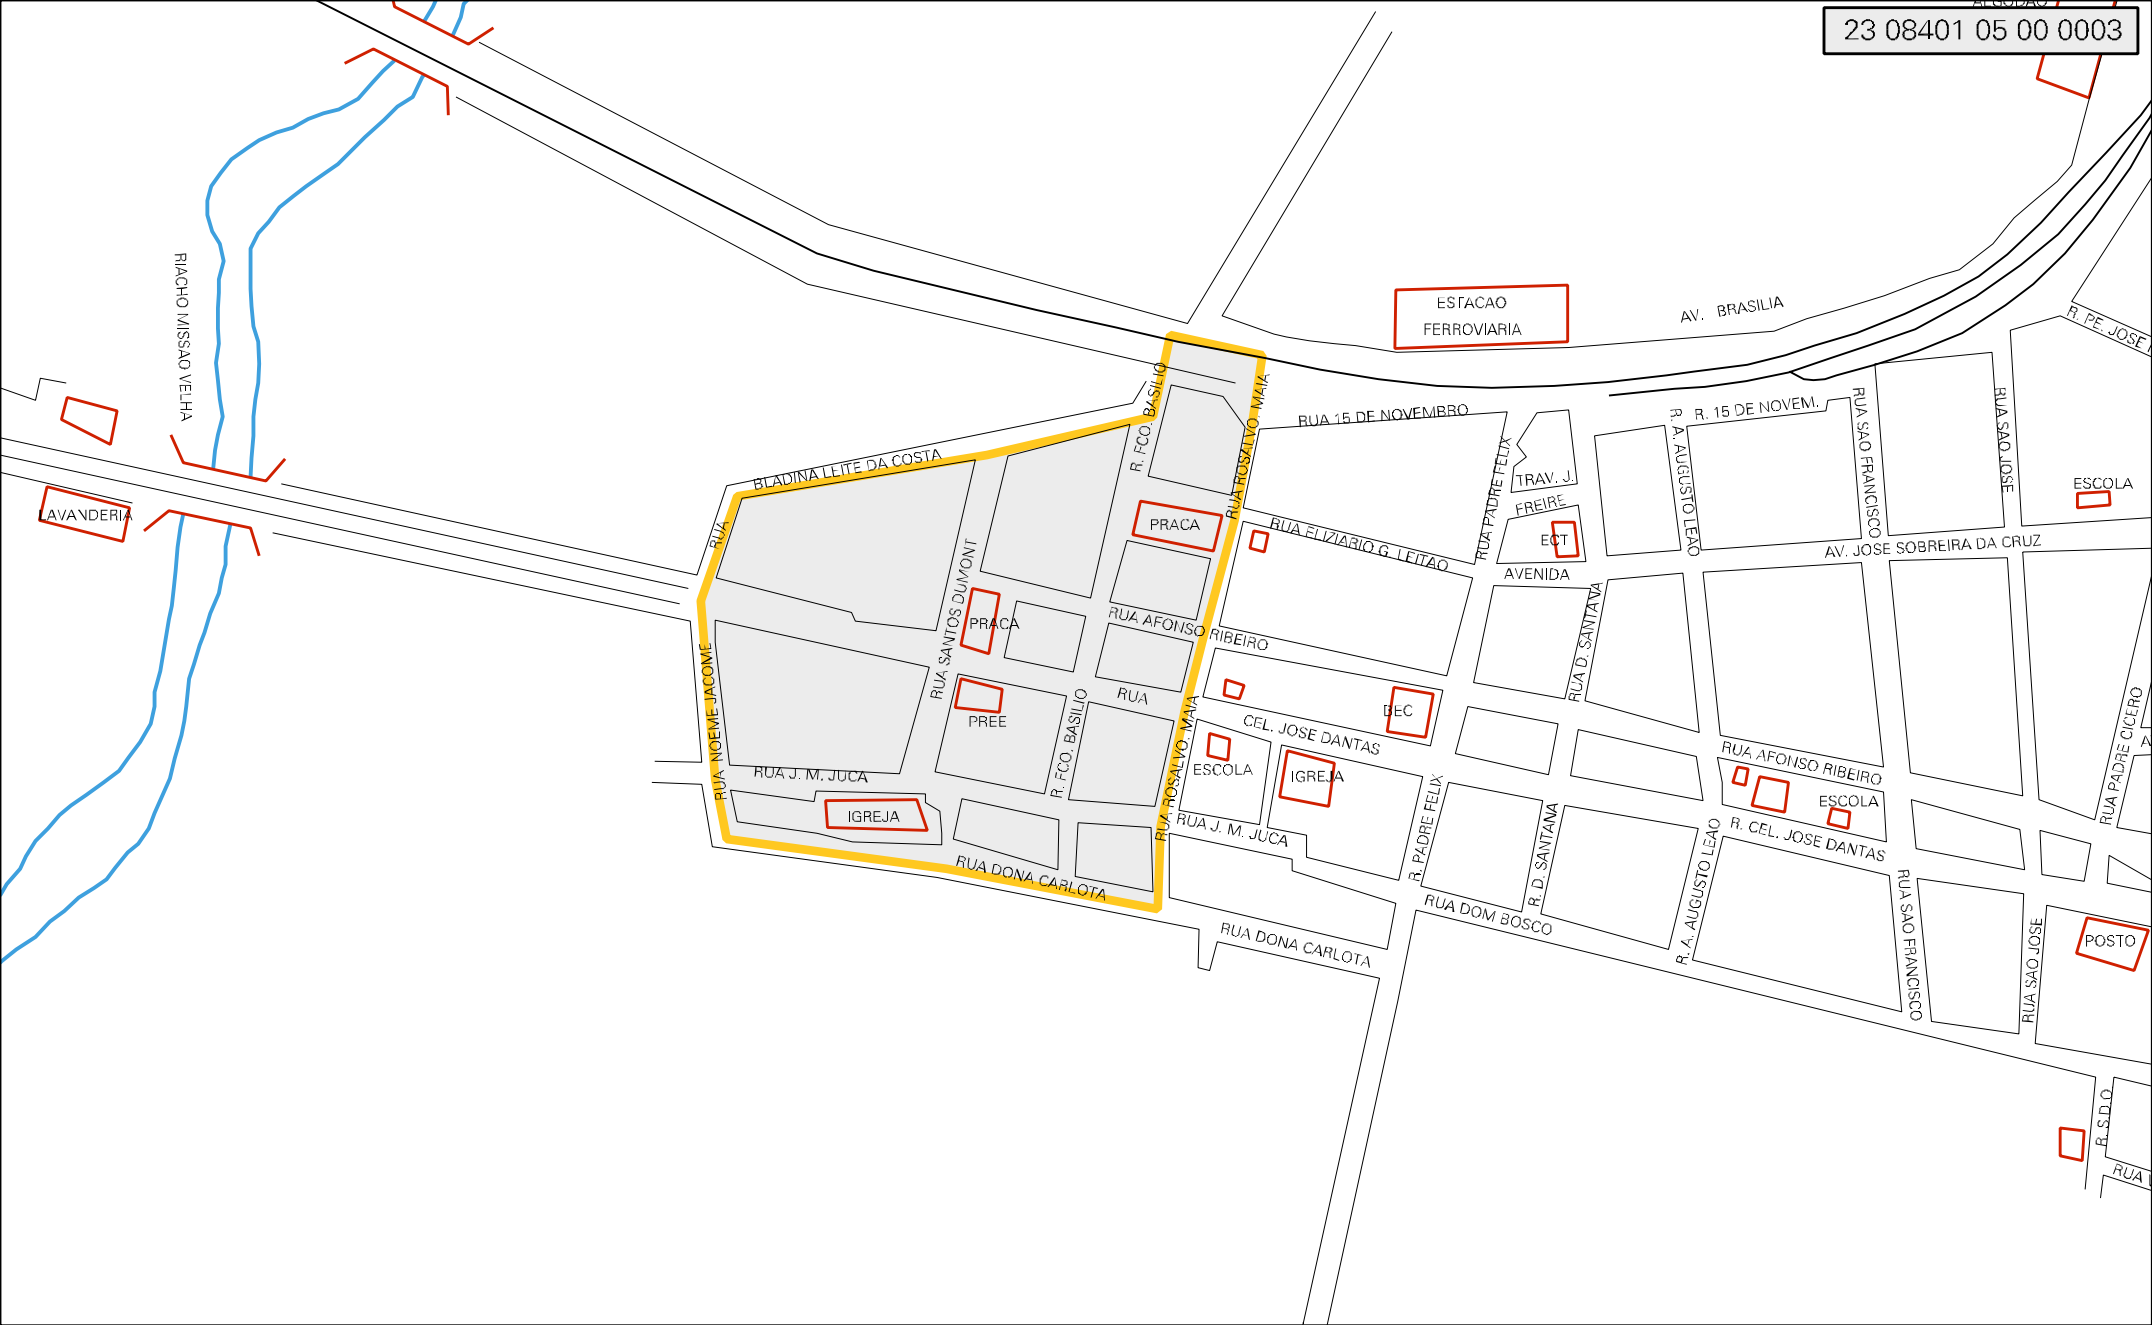 ALGODAO
23 08401 05 00 0003
RIACHO MISSAO VELHA
ESTACAO
FERROVIARIA
AV. BRASILIA
R. PE. JOSE
LAVANDERIA
RUA
BLADINA LEITE DA COSTA
R. FCO. BASILIO
RUA ROSALVO. MAIA
RUA 15 DE NOVEMBRO
R. 15 DE NOVEM.
RUA PADRE FELIX
TRAV. J.
FREIRE
ECT
AVENIDA
R. A. AUGUSTO LEAO
RUA SAO FRANCISCO
RUA SAO JOSE
ESCOLA
AV. JOSE SOBREIRA DA CRUZ
PRACA
RUA ELIZIARIO G. LEITAO
RUA SANTOS DUMONT
PRACA
RUA AFONSO RIBEIRO
RUA D. SANTANA
RUA NOEME JACOME
PREE
RUA
R. FCO. BASILIO
RUA ROSALVO. MAIA
CEL. JOSE DANTAS
BEC
ESCOLA
IGREJA
RUA J. M. JUCA
IGREJA
RUA J. M. JUCA
R. PADRE FELIX
R. D. SANTANA
RUA AFONSO RIBEIRO
ESCOLA
R. CEL. JOSE DANTAS
RUA PADRE CICERO
A
RUA DONA CARLOTA
RUA DONA CARLOTA
RUA DOM BOSCO
R. A. AUGUSTO LEAO
RUA SAO FRANCISCO
RUA SAO JOSE
POSTO
R. S.D.O
RUA